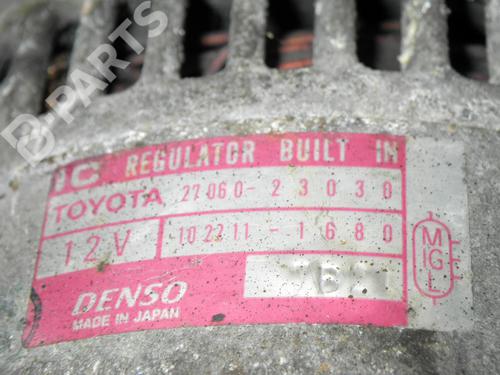 B-PARTS
IC REGULATOR BUILT IN
TOYOTA 27060-23030
12V 102211-1680
DENSO
MADE IN JAPAN
M
IG
L